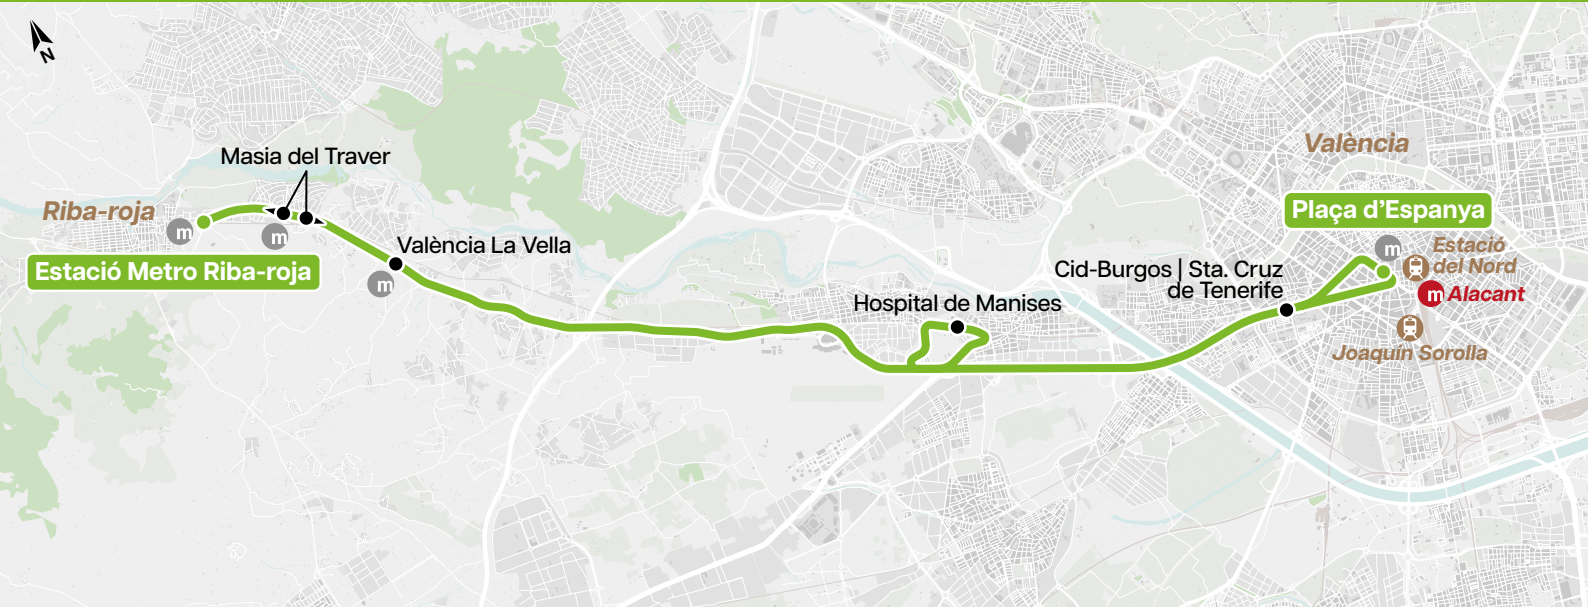 N
Masia del Traver
València
Riba-roja
m
m
Plaça d'Espanya
València La Vella
Estació Metro Riba-roja
m
m
Estació
del Nord
Cid-Burgos | Sta. Cruz
de Tenerife
m Alacant
Hospital de Manises
Joaquín Sorolla